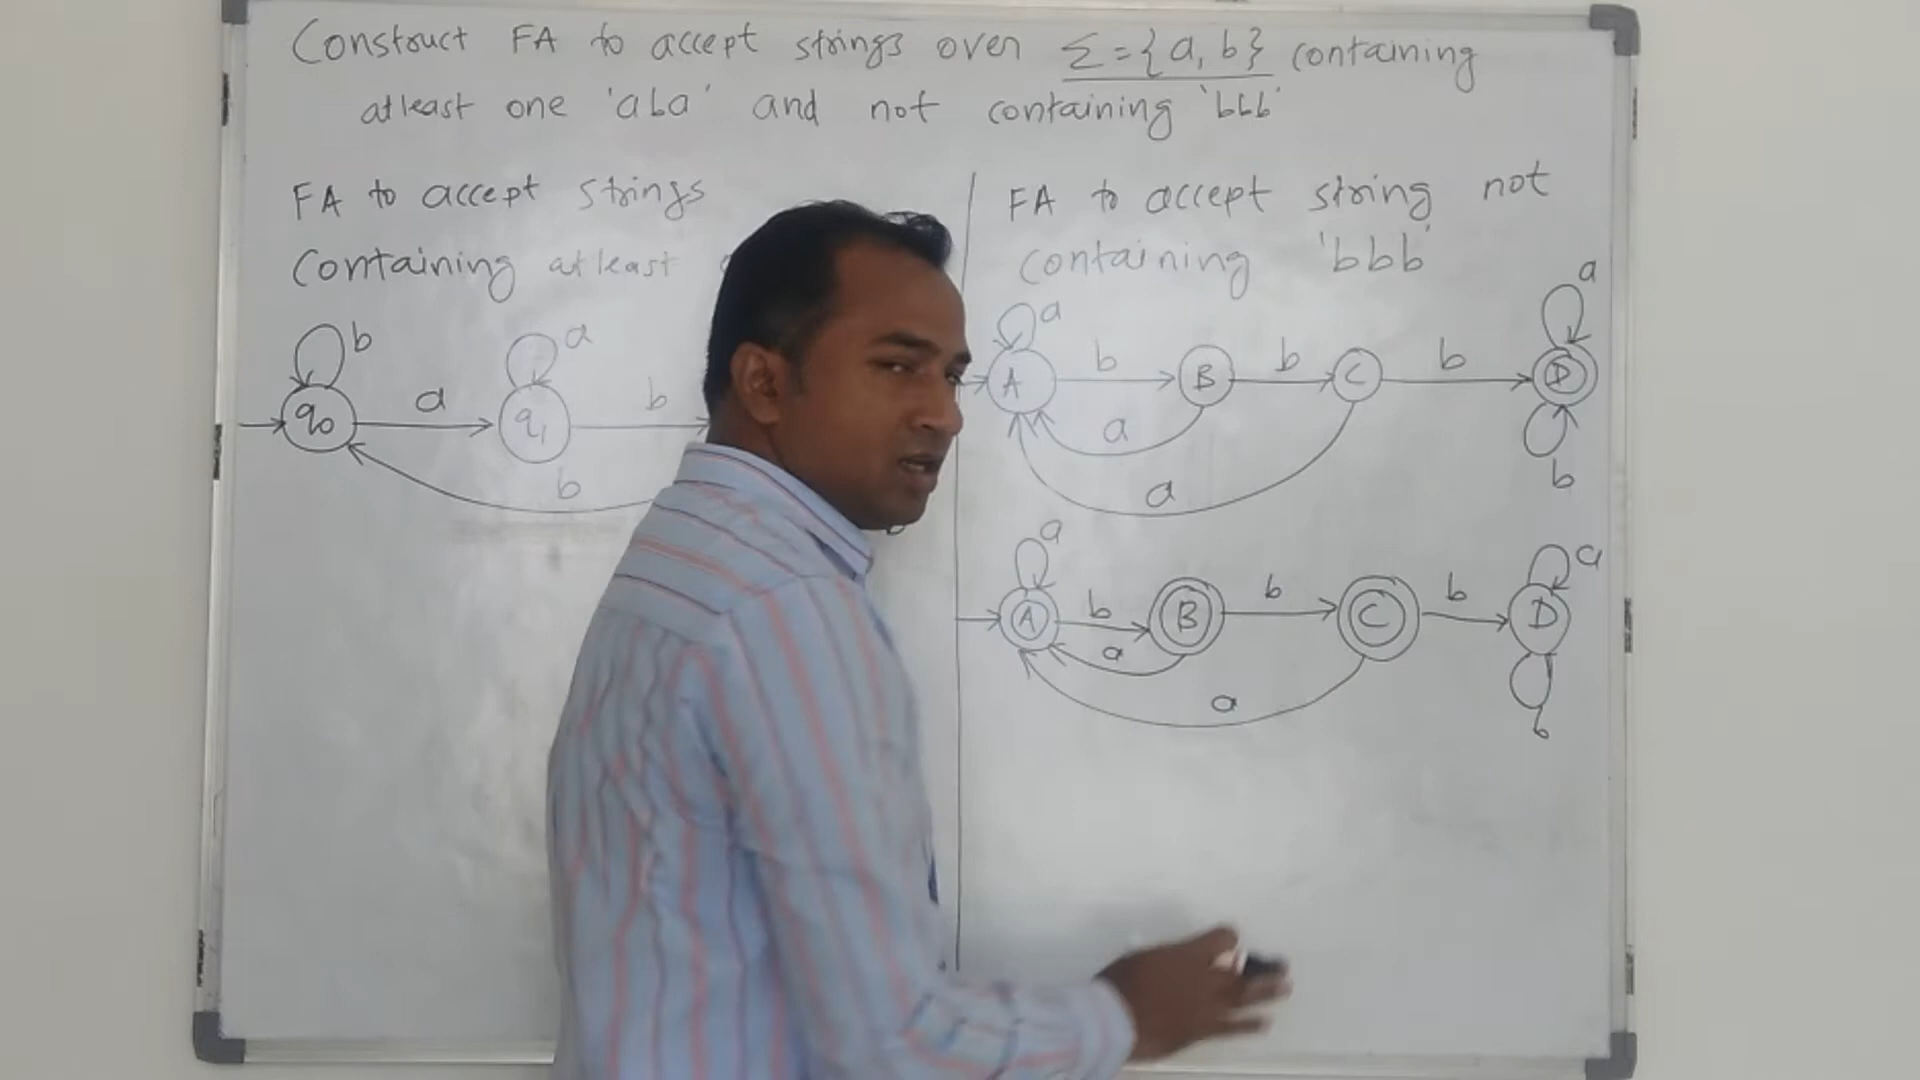 Construct FA to accept strings over Σ={a, b} containing
atleast one 'aba' and not containing 'bbb'
FA to accept strings
containing atleast
b
a
q0
a
q1
b
b
FA to accept string not
containing 'bbb'
a
a
A
b
B
b
C
b
D
a
a
b
a
a
A
b
B
b
C
b
D
a
a
b